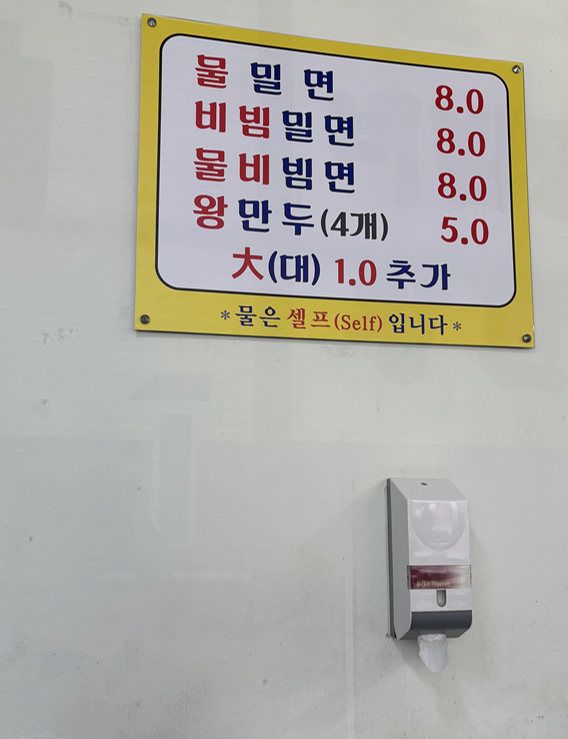 물 밀 면 8.0
비 빔 밀 면 8.0
물 비 빔 면 8.0
왕 만 두 (4개) 5.0
大(대) 1.0 추가
*물은 셀프(Self) 입니다*